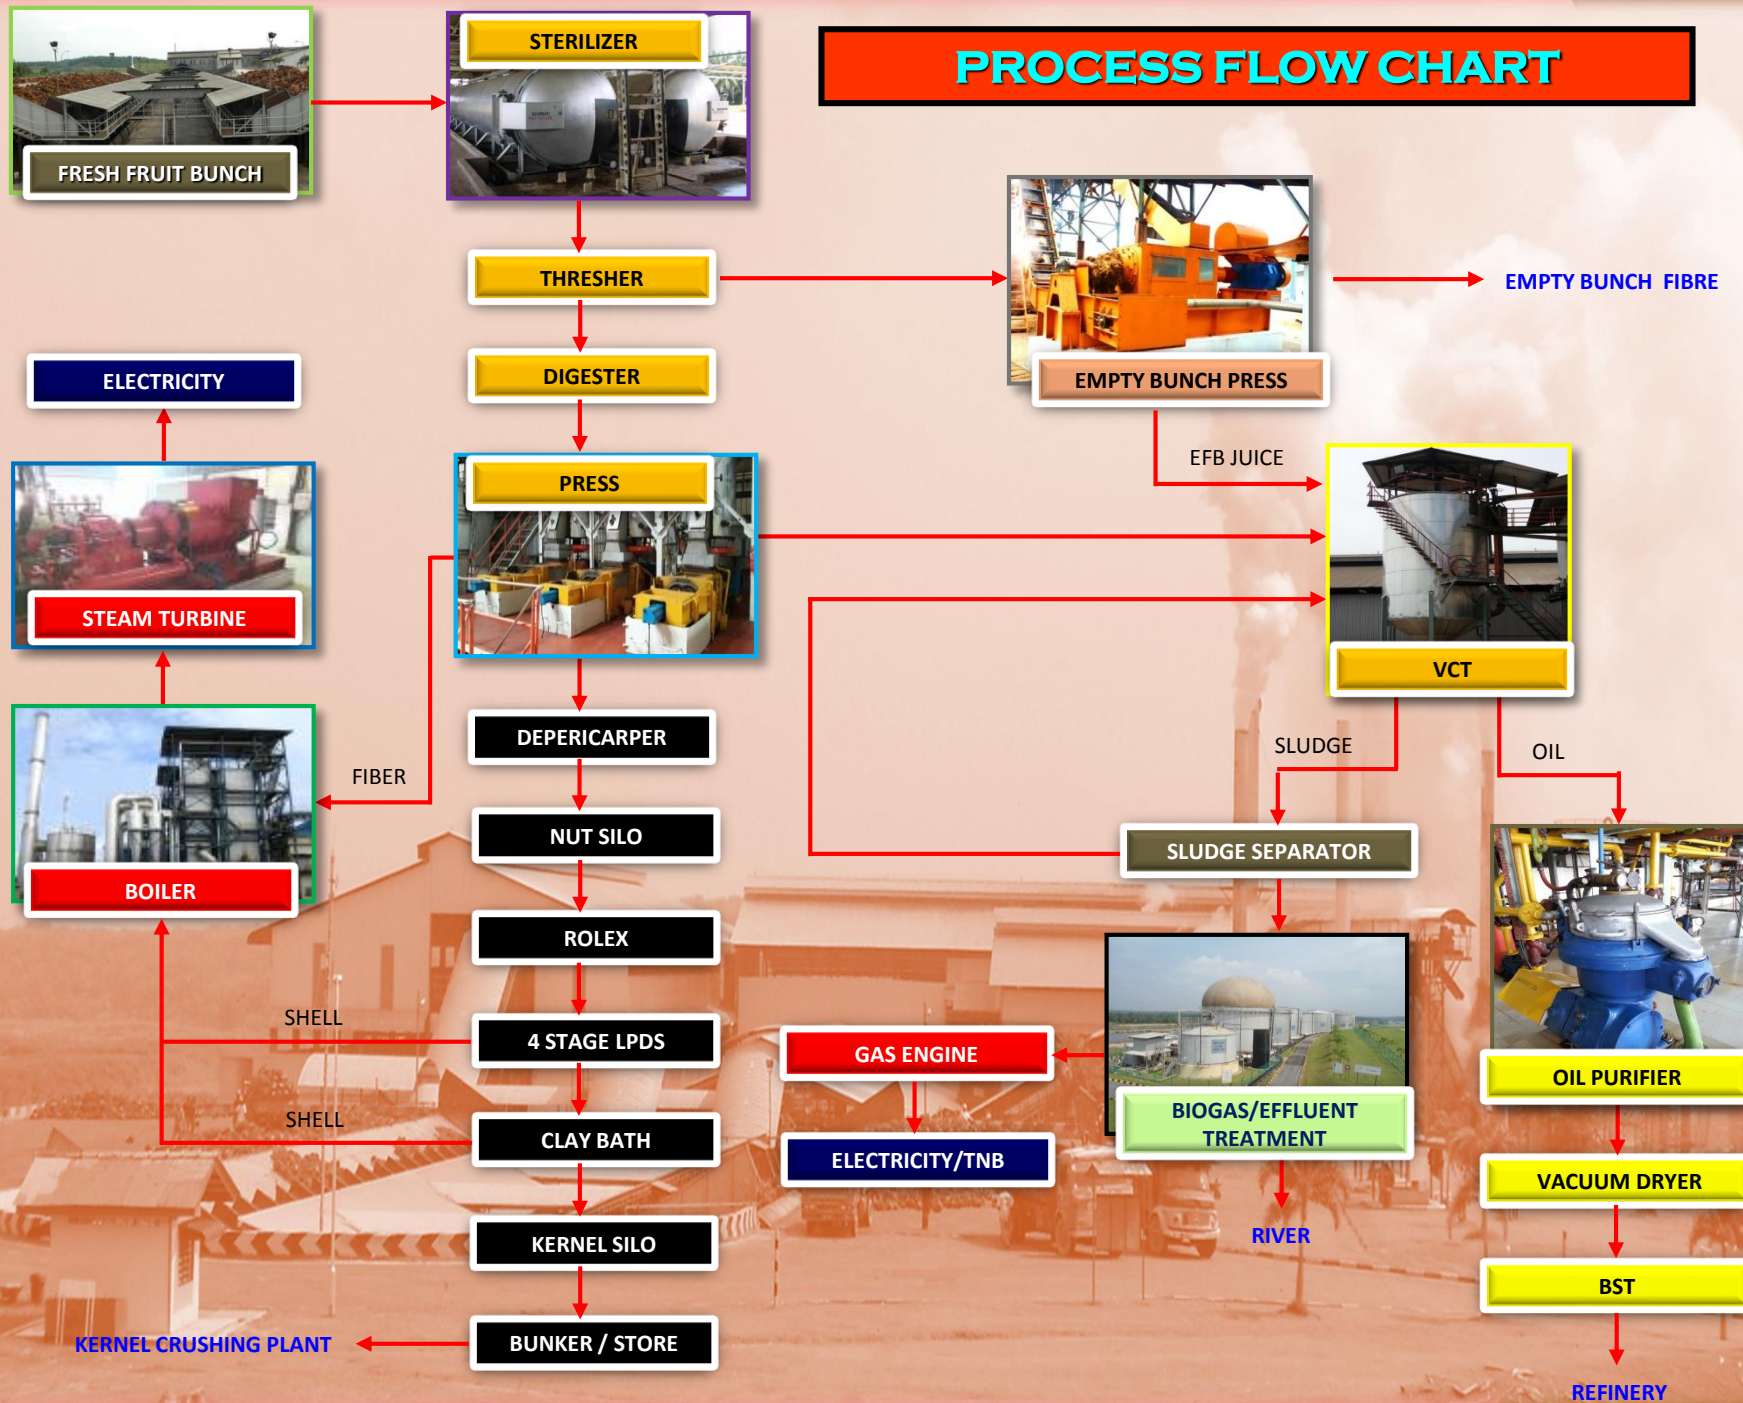 STERILIZER
PROCESS FLOW CHART
FRESH FRUIT BUNCH
THRESHER
EMPTY BUNCH FIBRE
ELECTRICITY
DIGESTER
EMPTY BUNCH PRESS
EFB JUICE
PRESS
STEAM TURBINE
VCT
DEPERICARPER
SLUDGE
OIL
FIBER
NUT SILO
SLUDGE SEPARATOR
BOILER
ROLEX
SHELL
4 STAGE LPDS
GAS ENGINE
OIL PURIFIER
SHELL
CLAY BATH
BIOGAS/EFFLUENT
TREATMENT
ELECTRICITY/TNB
VACUUM DRYER
KERNEL SILO
RIVER
BST
KERNEL CRUSHING PLANT
BUNKER / STORE
REFINERY